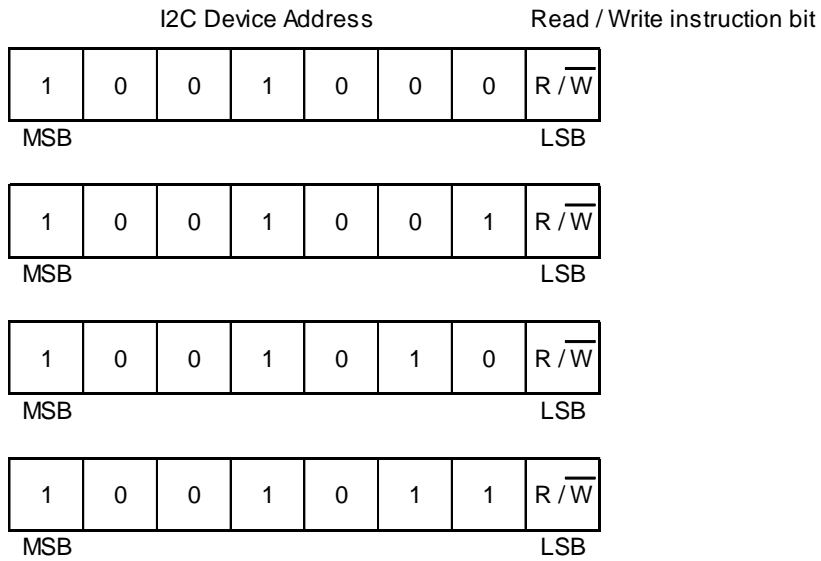 I2C Device Address Read / Write instruction bit
1 0 0 1 0 0 0 R / W
MSB LSB
1 0 0 1 0 0 1 R / W
MSB LSB
1 0 0 1 0 1 0 R / W
MSB LSB
1 0 0 1 0 1 1 R / W
MSB LSB